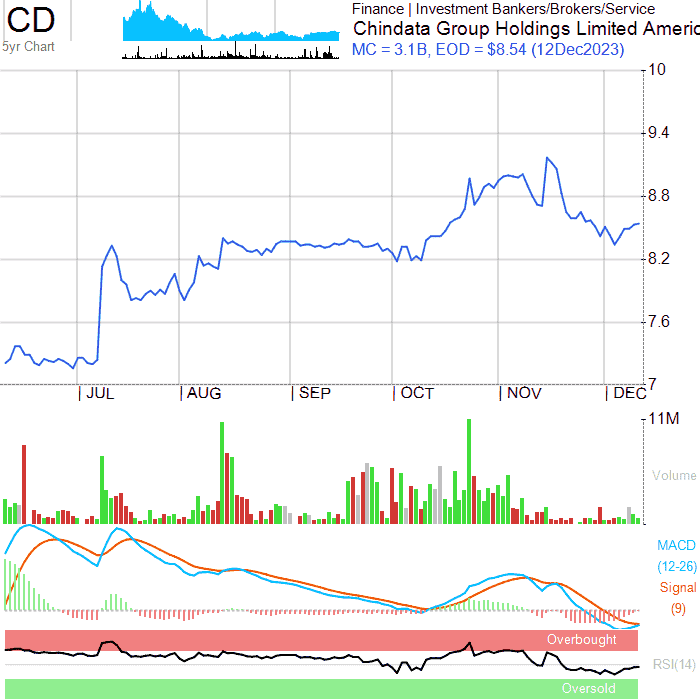 CD
5yr Chart
Finance | Investment Bankers/Brokers/Service
Chindata Group Holdings Limited Americ
MC = 3.1B, EOD = $8.54 (12Dec2023)
10
9.4
8.8
8.2
7.6
7
| JUL | AUG | SEP | OCT | NOV | DEC
11M
Volume
MACD
(12-26)
Signal
(9)
Overbought
RSI(14)
Oversold